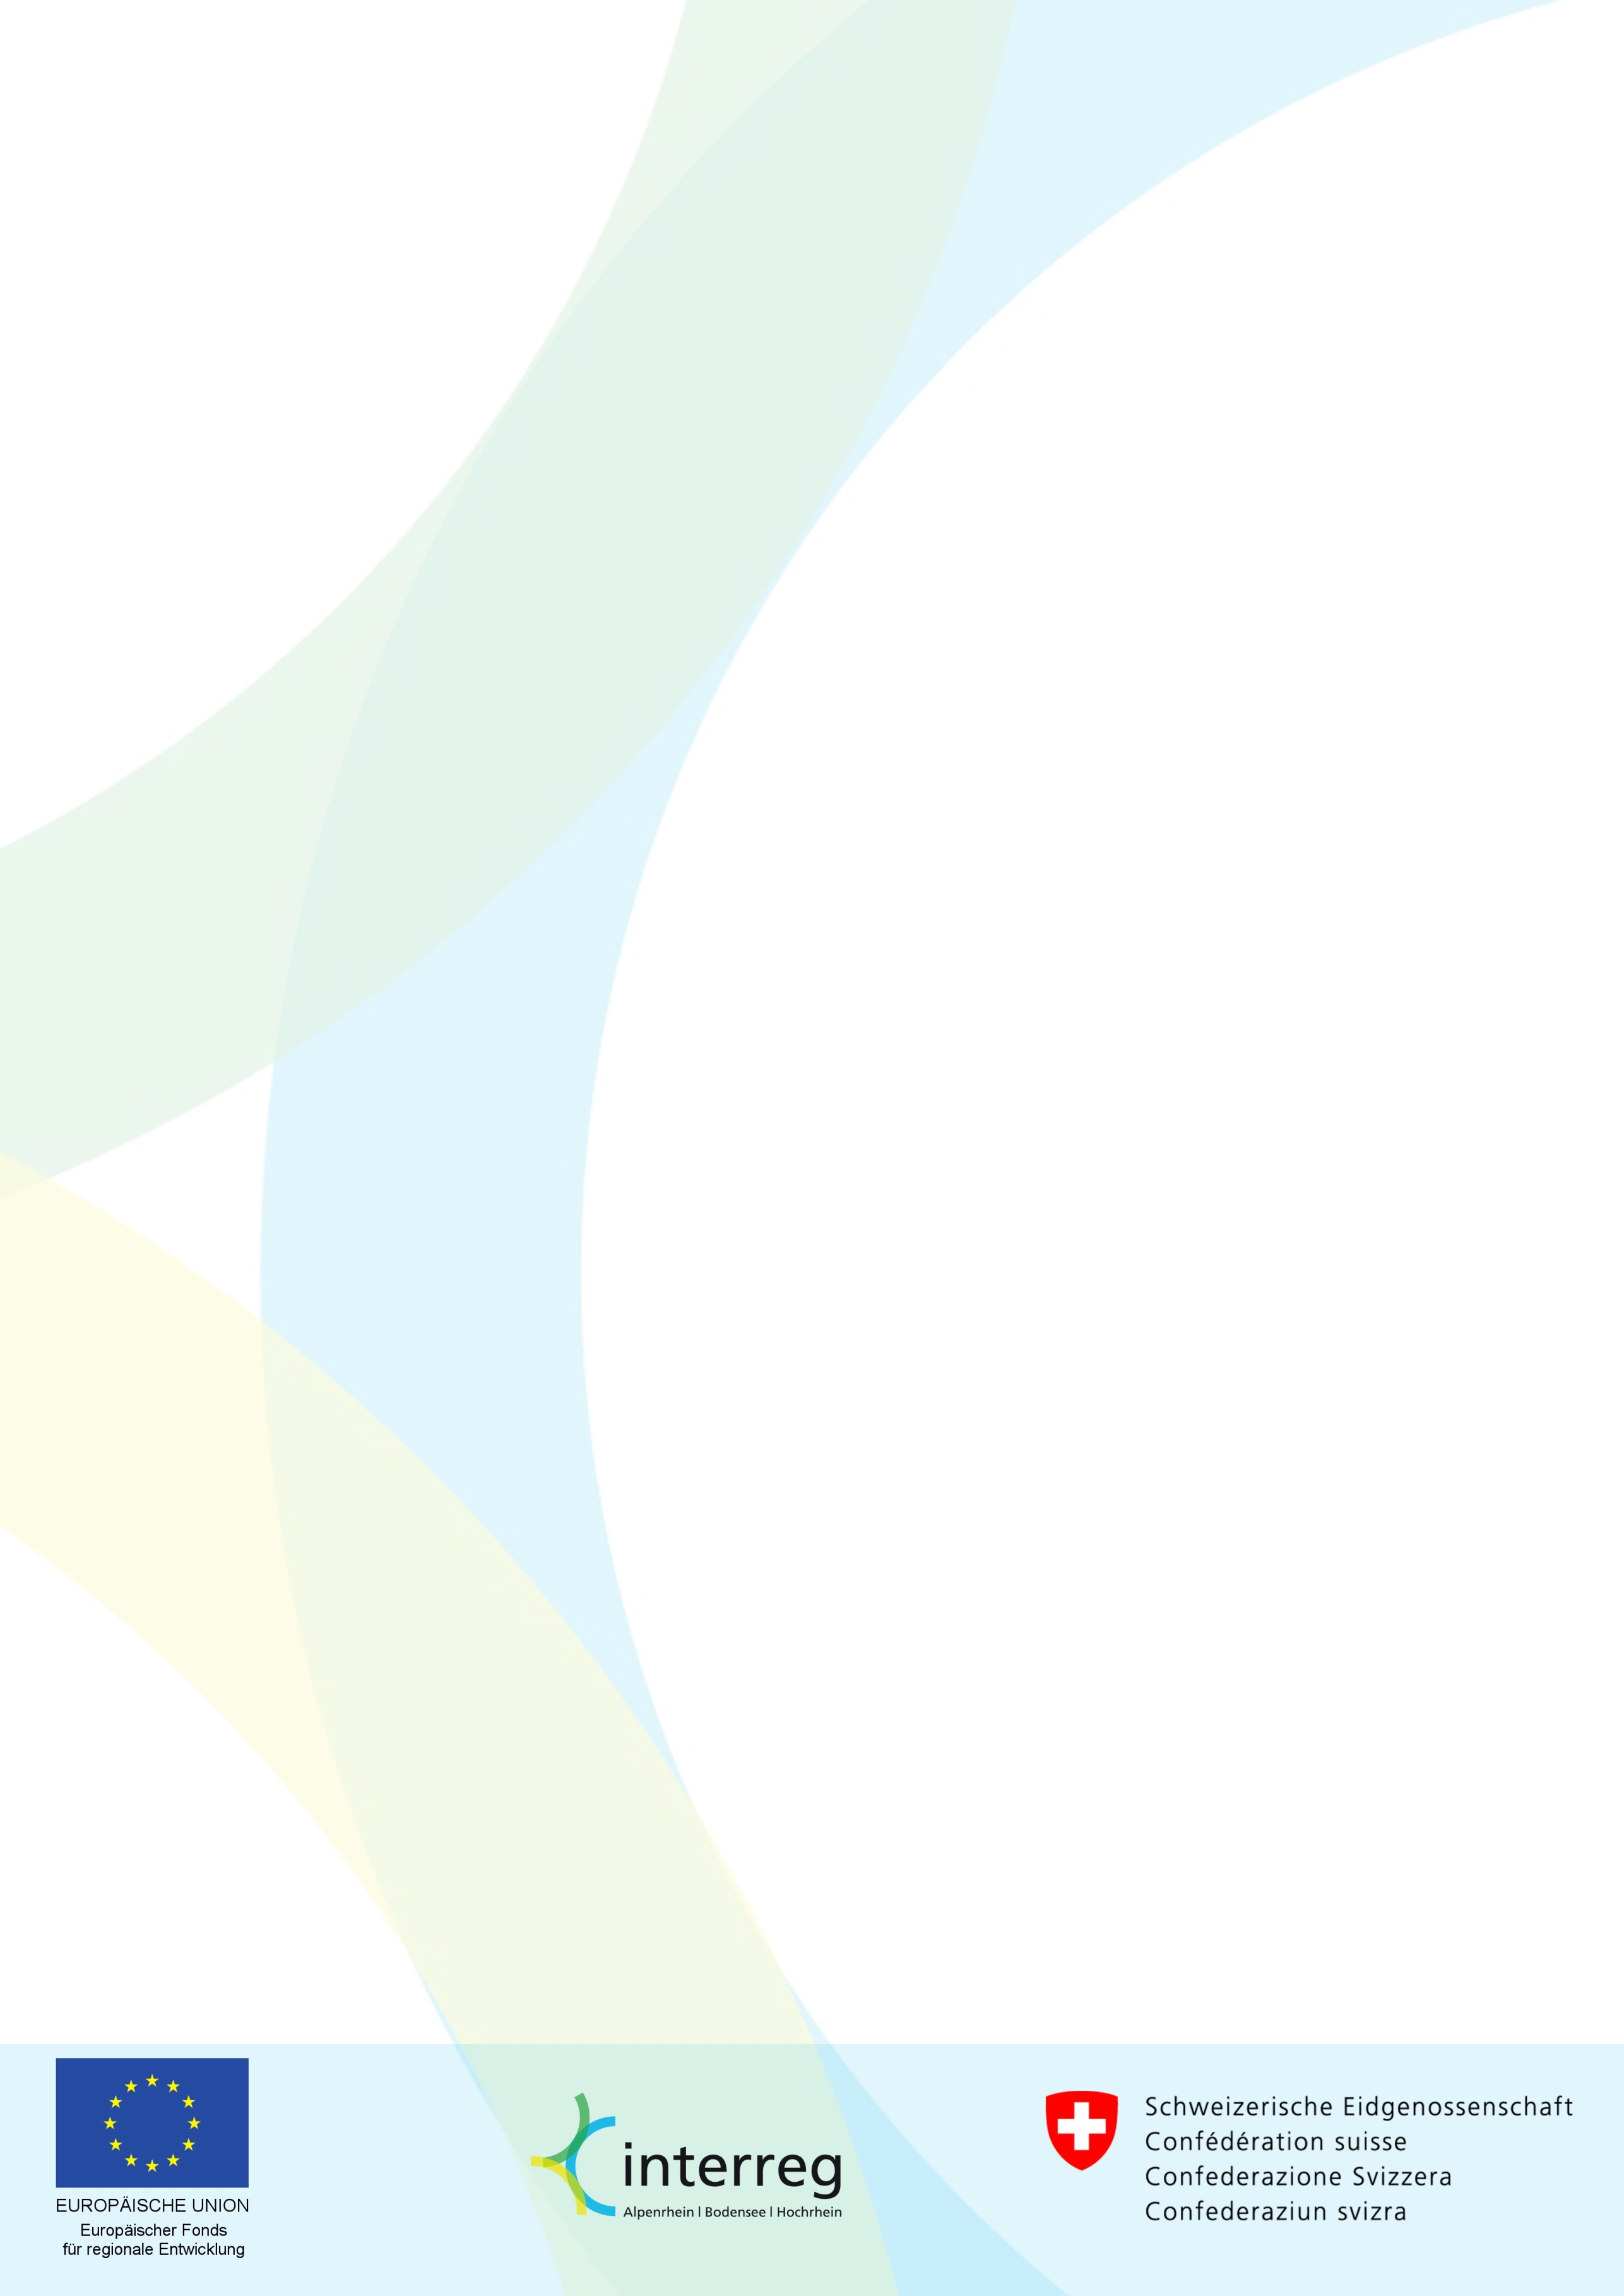 EUROPÄISCHE UNION
Europäischer Fonds
für regionale Entwicklung
interreg
Alpenrhein | Bodensee | Hochrhein
Schweizerische Eidgenossenschaft
Confédération suisse
Confederazione Svizzera
Confederaziun svizra